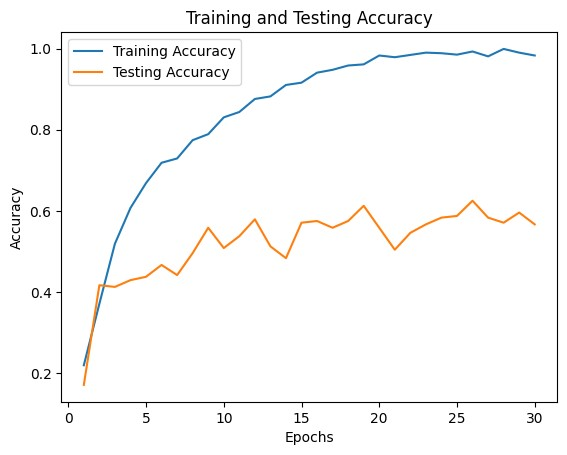 Training and Testing Accuracy
Training Accuracy
Testing Accuracy
Accuracy
1.0
0.8
0.6
0.4
0.2
0 5 10 15 20 25 30
Epochs